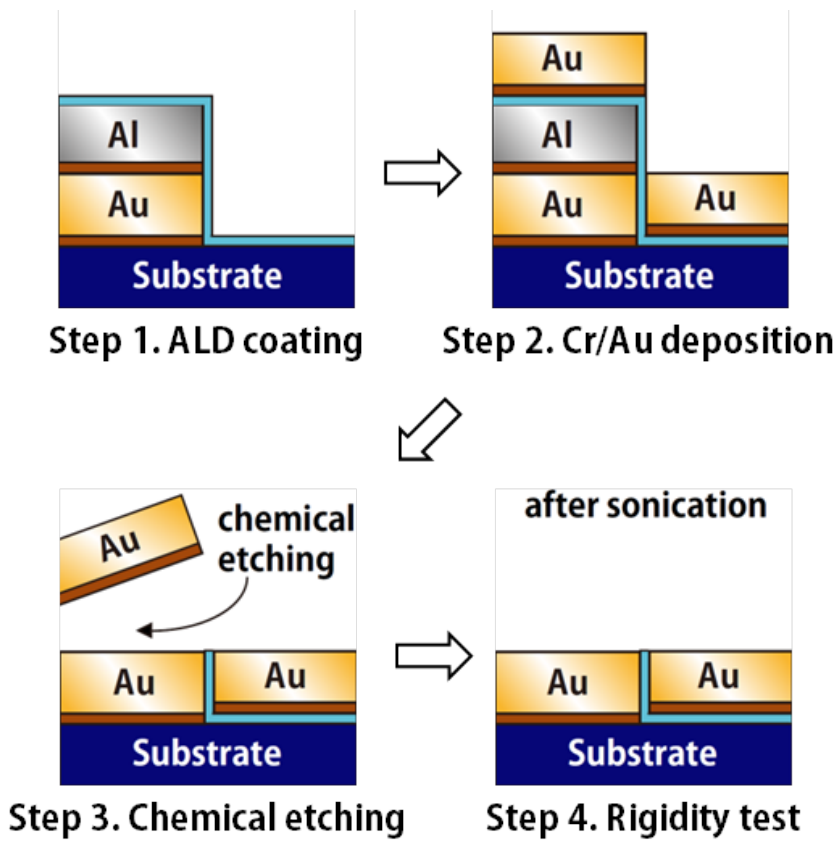 Al
Au
Substrate
Step 1. ALD coating
Au
Al
Au
Au
Substrate
Step 2. Cr/Au deposition
Au
chemical
etching
Au
Au
Substrate
Step 3. Chemical etching
after sonication
Au
Au
Substrate
Step 4. Rigidity test